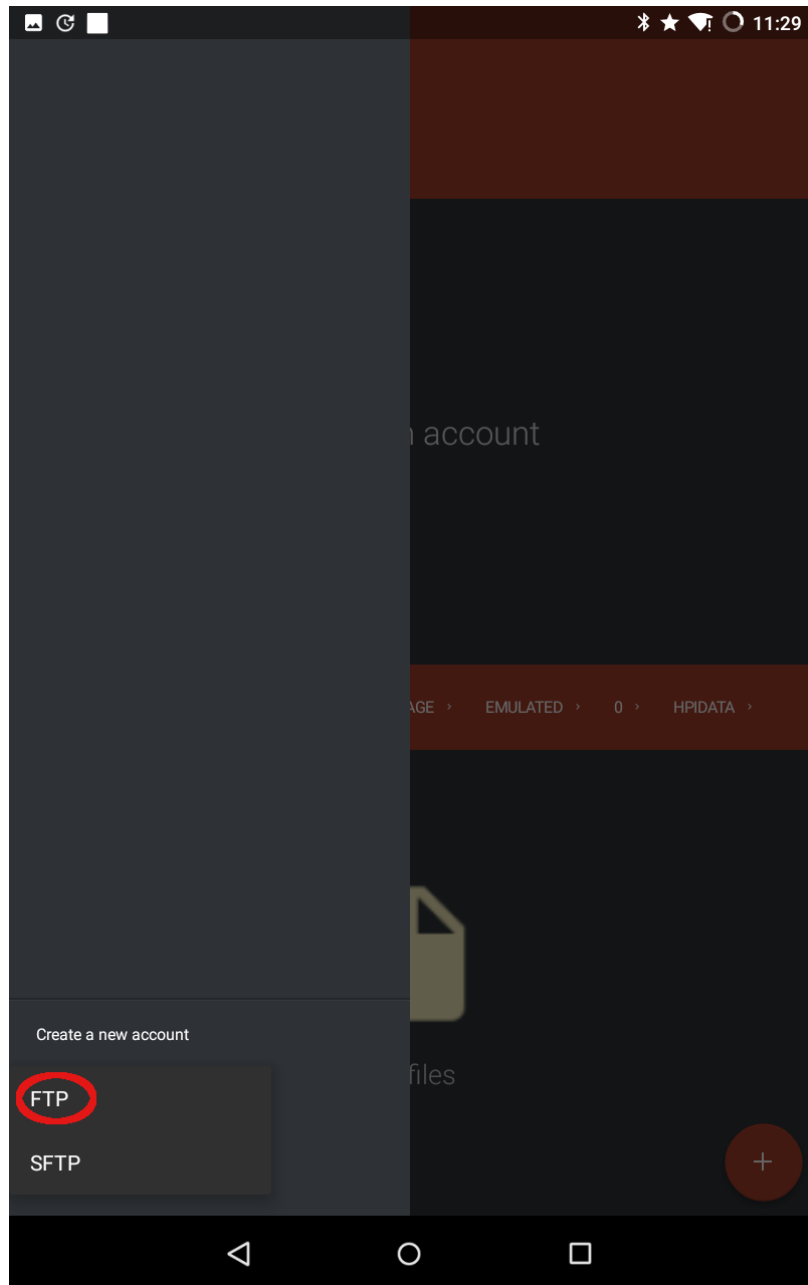 11:29
account
AGE › EMULATED › 0 › HPIDATA ›
files
Create a new account
FTP
SFTP